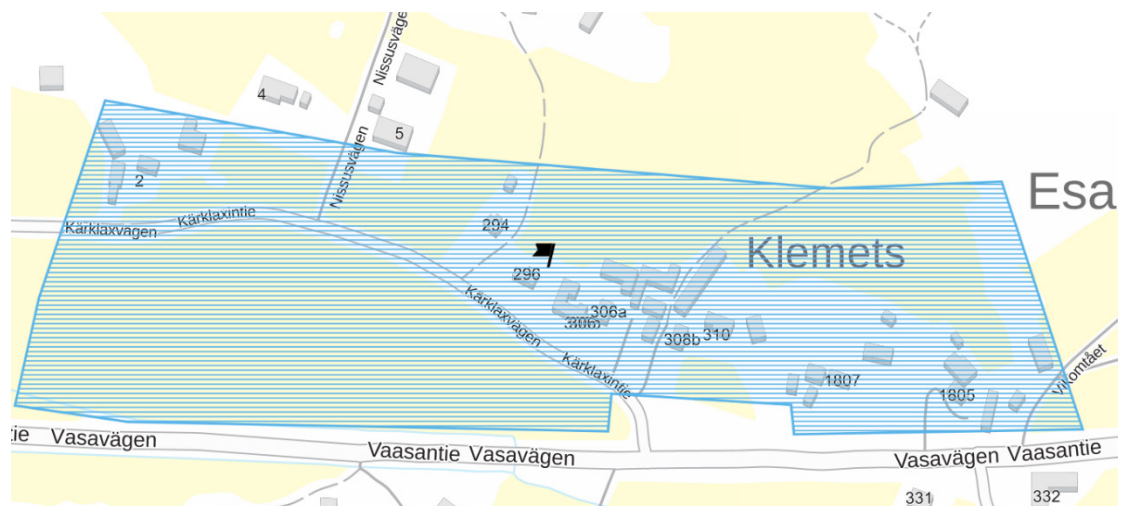 Nissusvägen
4
5
Nissusvägen
2
Esa
Kärklaxvägen
Kärklaxintie
294
Klemets
296
Kärklaxvägen
306a
308b
310
Kärklaxintie
1807
1805
Vikomtået
tie
Vasavägen
Vaasantie
Vasavägen
Vasavägen
Vaasantie
331
332